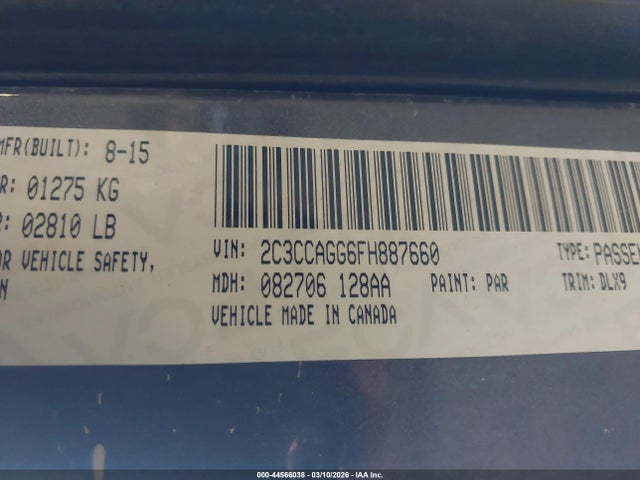 MFR(BUILT): 8-15
R: 01275 KG
R: 02810 LB
OR VEHICLE SAFETY,
ON
VIN: 2C3CCAGG6FH887660 TYPE: PASSE
MDH: 082706 128AA PAINT: PAR TRIM: DLX9
VEHICLE MADE IN CANADA
000-44566038 - 03/10/2026 - IAA Inc.